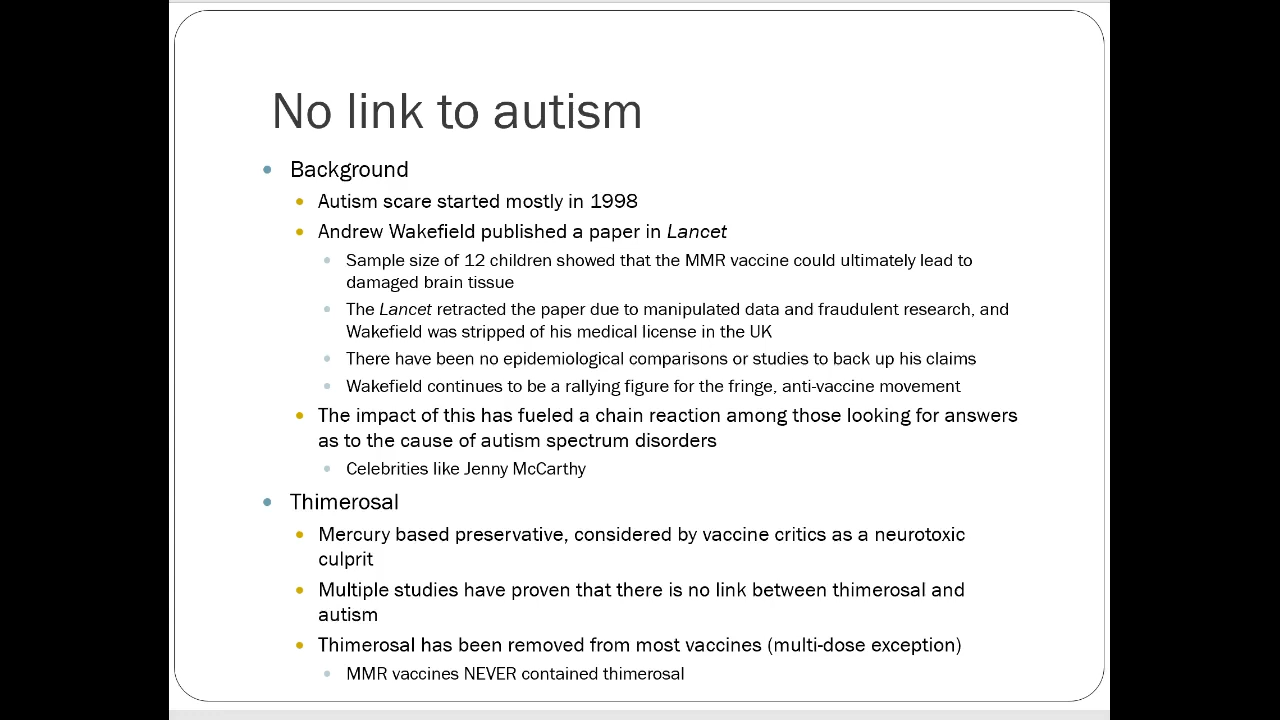 No link to autism
Background
Autism scare started mostly in 1998
Andrew Wakefield published a paper in Lancet
Sample size of 12 children showed that the MMR vaccine could ultimately lead to
damaged brain tissue
The Lancet retracted the paper due to manipulated data and fraudulent research, and
Wakefield was stripped of his medical license in the UK
There have been no epidemiological comparisons or studies to back up his claims
Wakefield continues to be a rallying figure for the fringe, anti-vaccine movement
The impact of this has fueled a chain reaction among those looking for answers
as to the cause of autism spectrum disorders
Celebrities like Jenny McCarthy
Thimerosal
Mercury based preservative, considered by vaccine critics as a neurotoxic
culprit
Multiple studies have proven that there is no link between thimerosal and
autism
Thimerosal has been removed from most vaccines (multi-dose exception)
MMR vaccines NEVER contained thimerosal